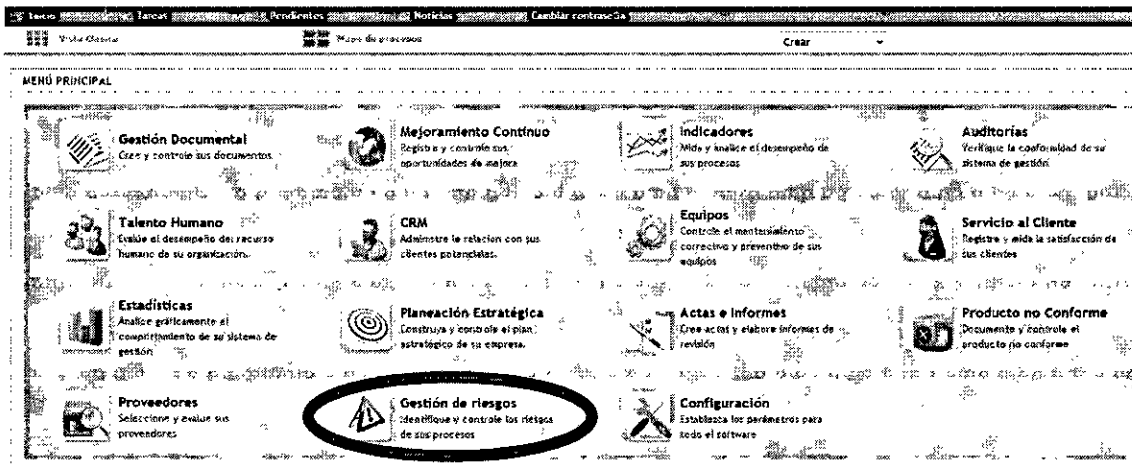 Inicio Tareas Pendientes Noticias Cambiar contraseña
Vista Clásica Mapa de procesos Crear
MENÚ PRINCIPAL
Gestión Documental
Cree y controle sus documentos.
Mejoramiento Continuo
Registre y controle sus
oportunidades de mejora
Indicadores
Mida y analice el desempeño de
sus procesos
Auditorías
Verifique la conformidad de su
sistema de gestión
Talento Humano
Evalúe el desempeño del recurso
humano de su organización.
CRM
Administre la relación con sus
clientes potenciales.
Equipos
Controle el mantenimiento
correctivo y preventivo de sus
equipos
Servicio al Cliente
Registre y mida la satisfacción de
sus clientes
Estadísticas
Analice gráficamente el
comportamiento de su sistema de
gestión
Planeación Estratégica
Construya y controle el plan
estratégico de su empresa.
Actas e Informes
Cree actas y elabore informes de
revisión
Producto no Conforme
Documente y controle el
producto no conforme
Proveedores
Seleccione y evalúe sus
proveedores
Gestión de riesgos
Identifique y controle los riesgos
de sus procesos
Configuración
Establezca los parámetros para
todo el software